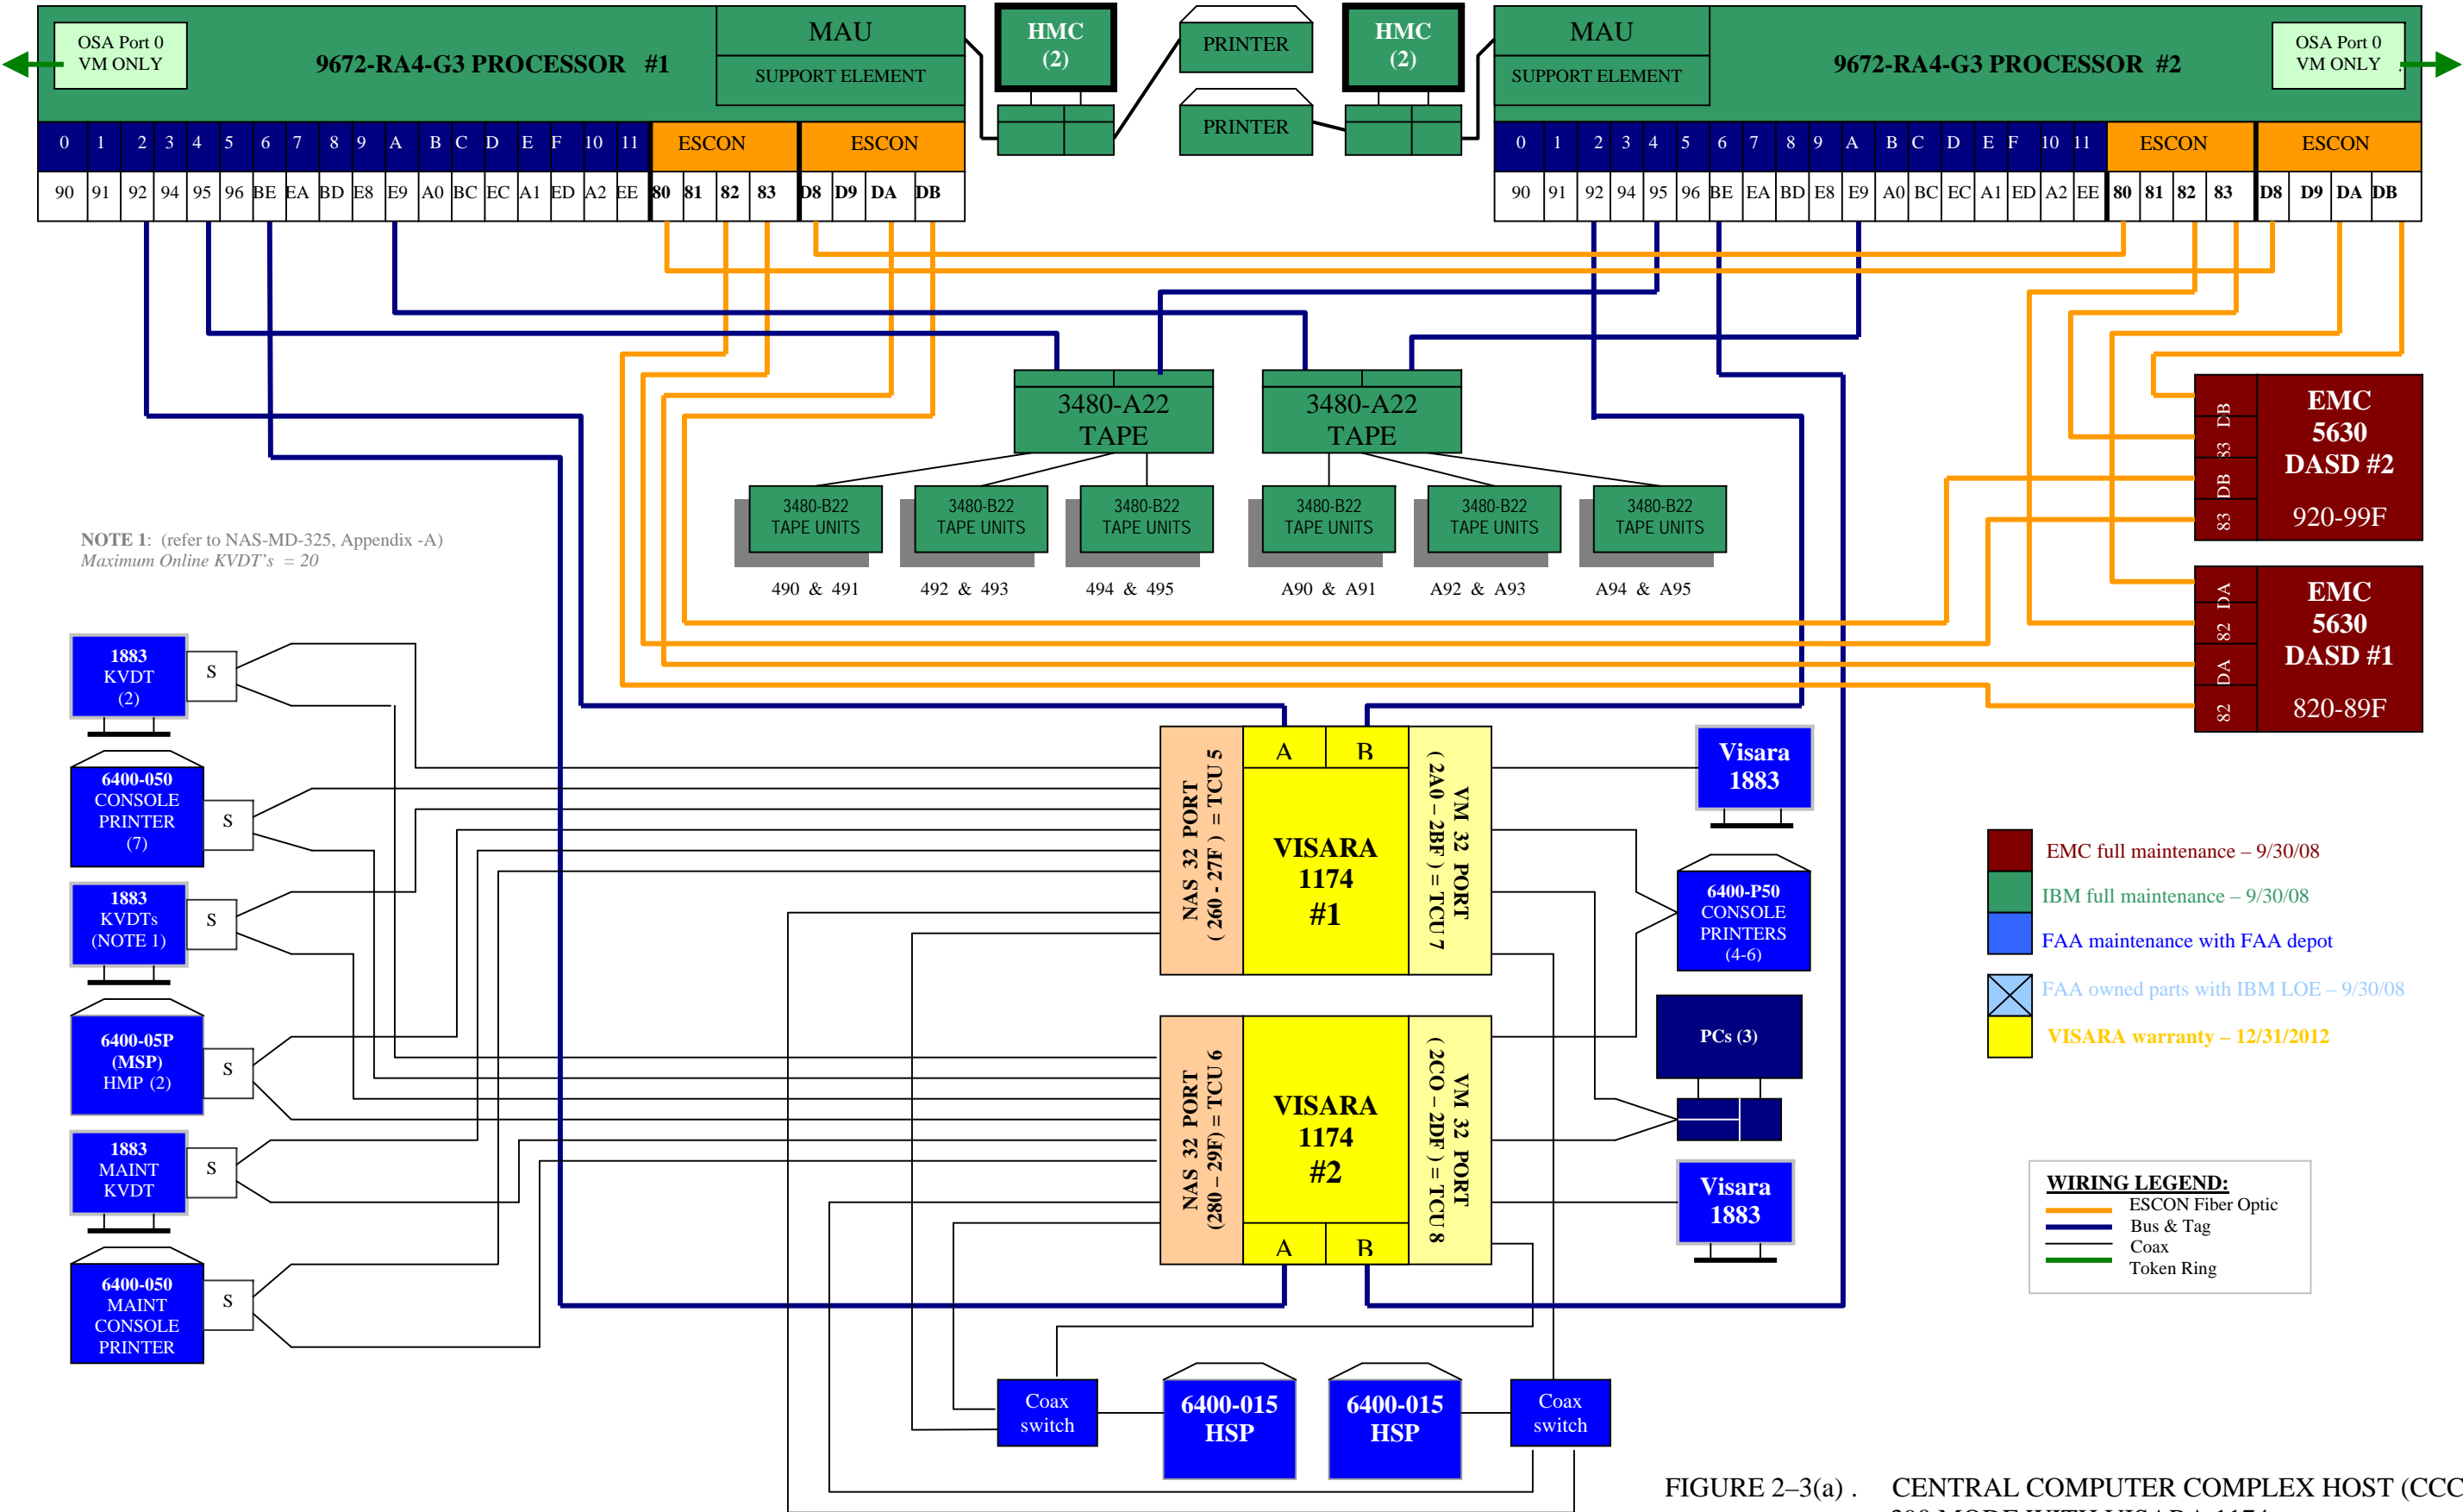 OSA Port 0
VM ONLY
9672-RA4-G3 PROCESSOR #1
MAU
SUPPORT ELEMENT
HMC
(2)
PRINTER
PRINTER
HMC
(2)
MAU
SUPPORT ELEMENT
9672-RA4-G3 PROCESSOR #2
OSA Port 0
VM ONLY
0 1 2 3 4 5 6 7 8 9 A B C D E F 10 11 ESCON ESCON
90 91 92 94 95 96 BE EA BD E8 E9 A0 BC EC A1 ED A2 EE 80 81 82 83 D8 D9 DA DB
0 1 2 3 4 5 6 7 8 9 A B C D E F 10 11 ESCON ESCON
90 91 92 94 95 96 BE EA BD E8 E9 A0 BC EC A1 ED A2 EE 80 81 82 83 D8 D9 DA DB
3480-A22
TAPE
3480-A22
TAPE
3480-B22
TAPE UNITS
3480-B22
TAPE UNITS
3480-B22
TAPE UNITS
3480-B22
TAPE UNITS
3480-B22
TAPE UNITS
3480-B22
TAPE UNITS
490 & 491
492 & 493
494 & 495
A90 & A91
A92 & A93
A94 & A95
DB
83
DB
83
EMC
5630
DASD #2
920-99F
DA
82
DA
82
EMC
5630
DASD #1
820-89F
NOTE 1: (refer to NAS-MD-325, Appendix -A)
Maximum Online KVDT's = 20
1883
KVDT
(2)
S
6400-050
CONSOLE
PRINTER
(7)
S
1883
KVDTs
(NOTE 1)
S
6400-05P
(MSP)
HMP (2)
S
1883
MAINT
KVDT
S
6400-050
MAINT
CONSOLE
PRINTER
S
NAS 32 PORT
( 260 - 27F ) = TCU 5
A B
VISARA
1174
#1
VM 32 PORT
( 2A0 – 2BF ) = TCU 7
NAS 32 PORT
(280 – 29F) = TCU 6
VISARA
1174
#2
A B
VM 32 PORT
( 2CO – 2DF ) = TCU 8
Visara
1883
6400-P50
CONSOLE
PRINTERS
(4-6)
PCs (3)
Visara
1883
Coax
switch
6400-015
HSP
6400-015
HSP
Coax
switch
EMC full maintenance – 9/30/08
IBM full maintenance – 9/30/08
FAA maintenance with FAA depot
FAA owned parts with IBM LOE – 9/30/08
VISARA warranty – 12/31/2012
WIRING LEGEND:
ESCON Fiber Optic
Bus & Tag
Coax
Token Ring
FIGURE 2–3(a) . CENTRAL COMPUTER COMPLEX HOST (CCC